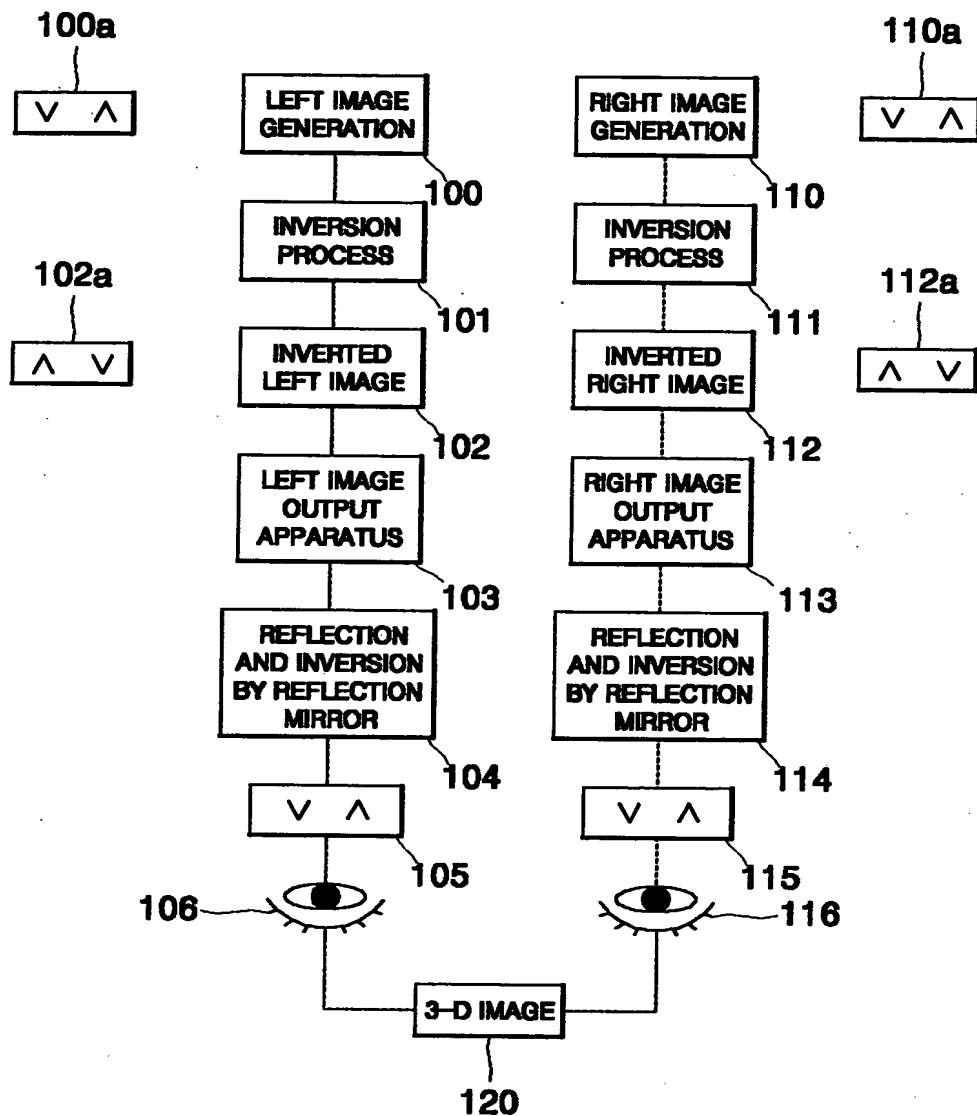 100a
110a
∨ ∧
LEFT IMAGE
GENERATION
RIGHT IMAGE
GENERATION
∨ ∧
100
110
INVERSION
PROCESS
INVERSION
PROCESS
102a
112a
101
111
∧ ∨
INVERTED
LEFT IMAGE
INVERTED
RIGHT IMAGE
∧ ∨
102
112
LEFT IMAGE
OUTPUT
APPARATUS
RIGHT IMAGE
OUTPUT
APPARATUS
103
113
REFLECTION
AND INVERSION
BY REFLECTION
MIRROR
REFLECTION
AND INVERSION
BY REFLECTION
MIRROR
104
114
∨ ∧
∨ ∧
105
115
106
116
3-D IMAGE
120